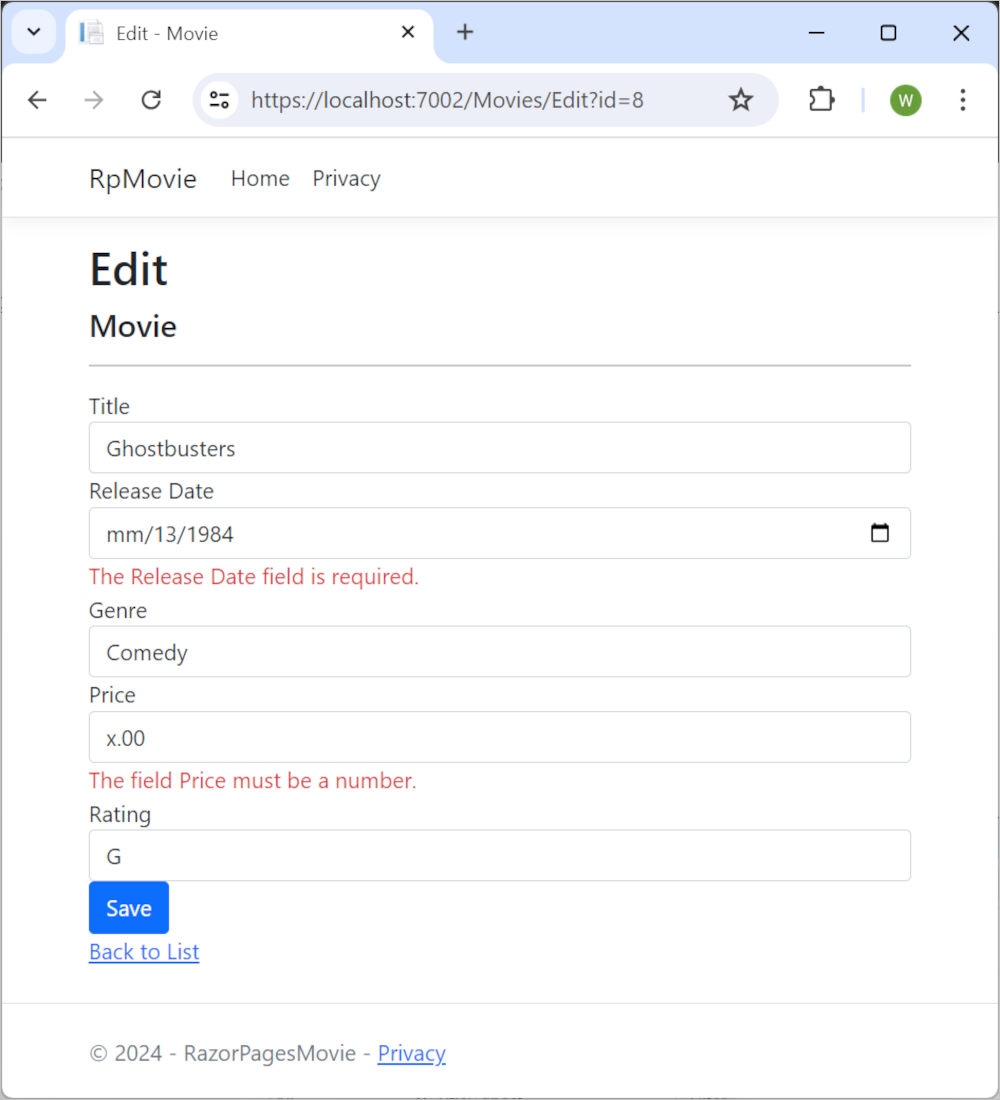 Edit - Movie
https://localhost:7002/Movies/Edit?id=8
W
RpMovie Home Privacy
Edit
Movie
Title
Ghostbusters
Release Date
mm/13/1984
The Release Date field is required.
Genre
Comedy
Price
x.00
The field Price must be a number.
Rating
G
Save
Back to List
© 2024 - RazorPagesMovie - Privacy